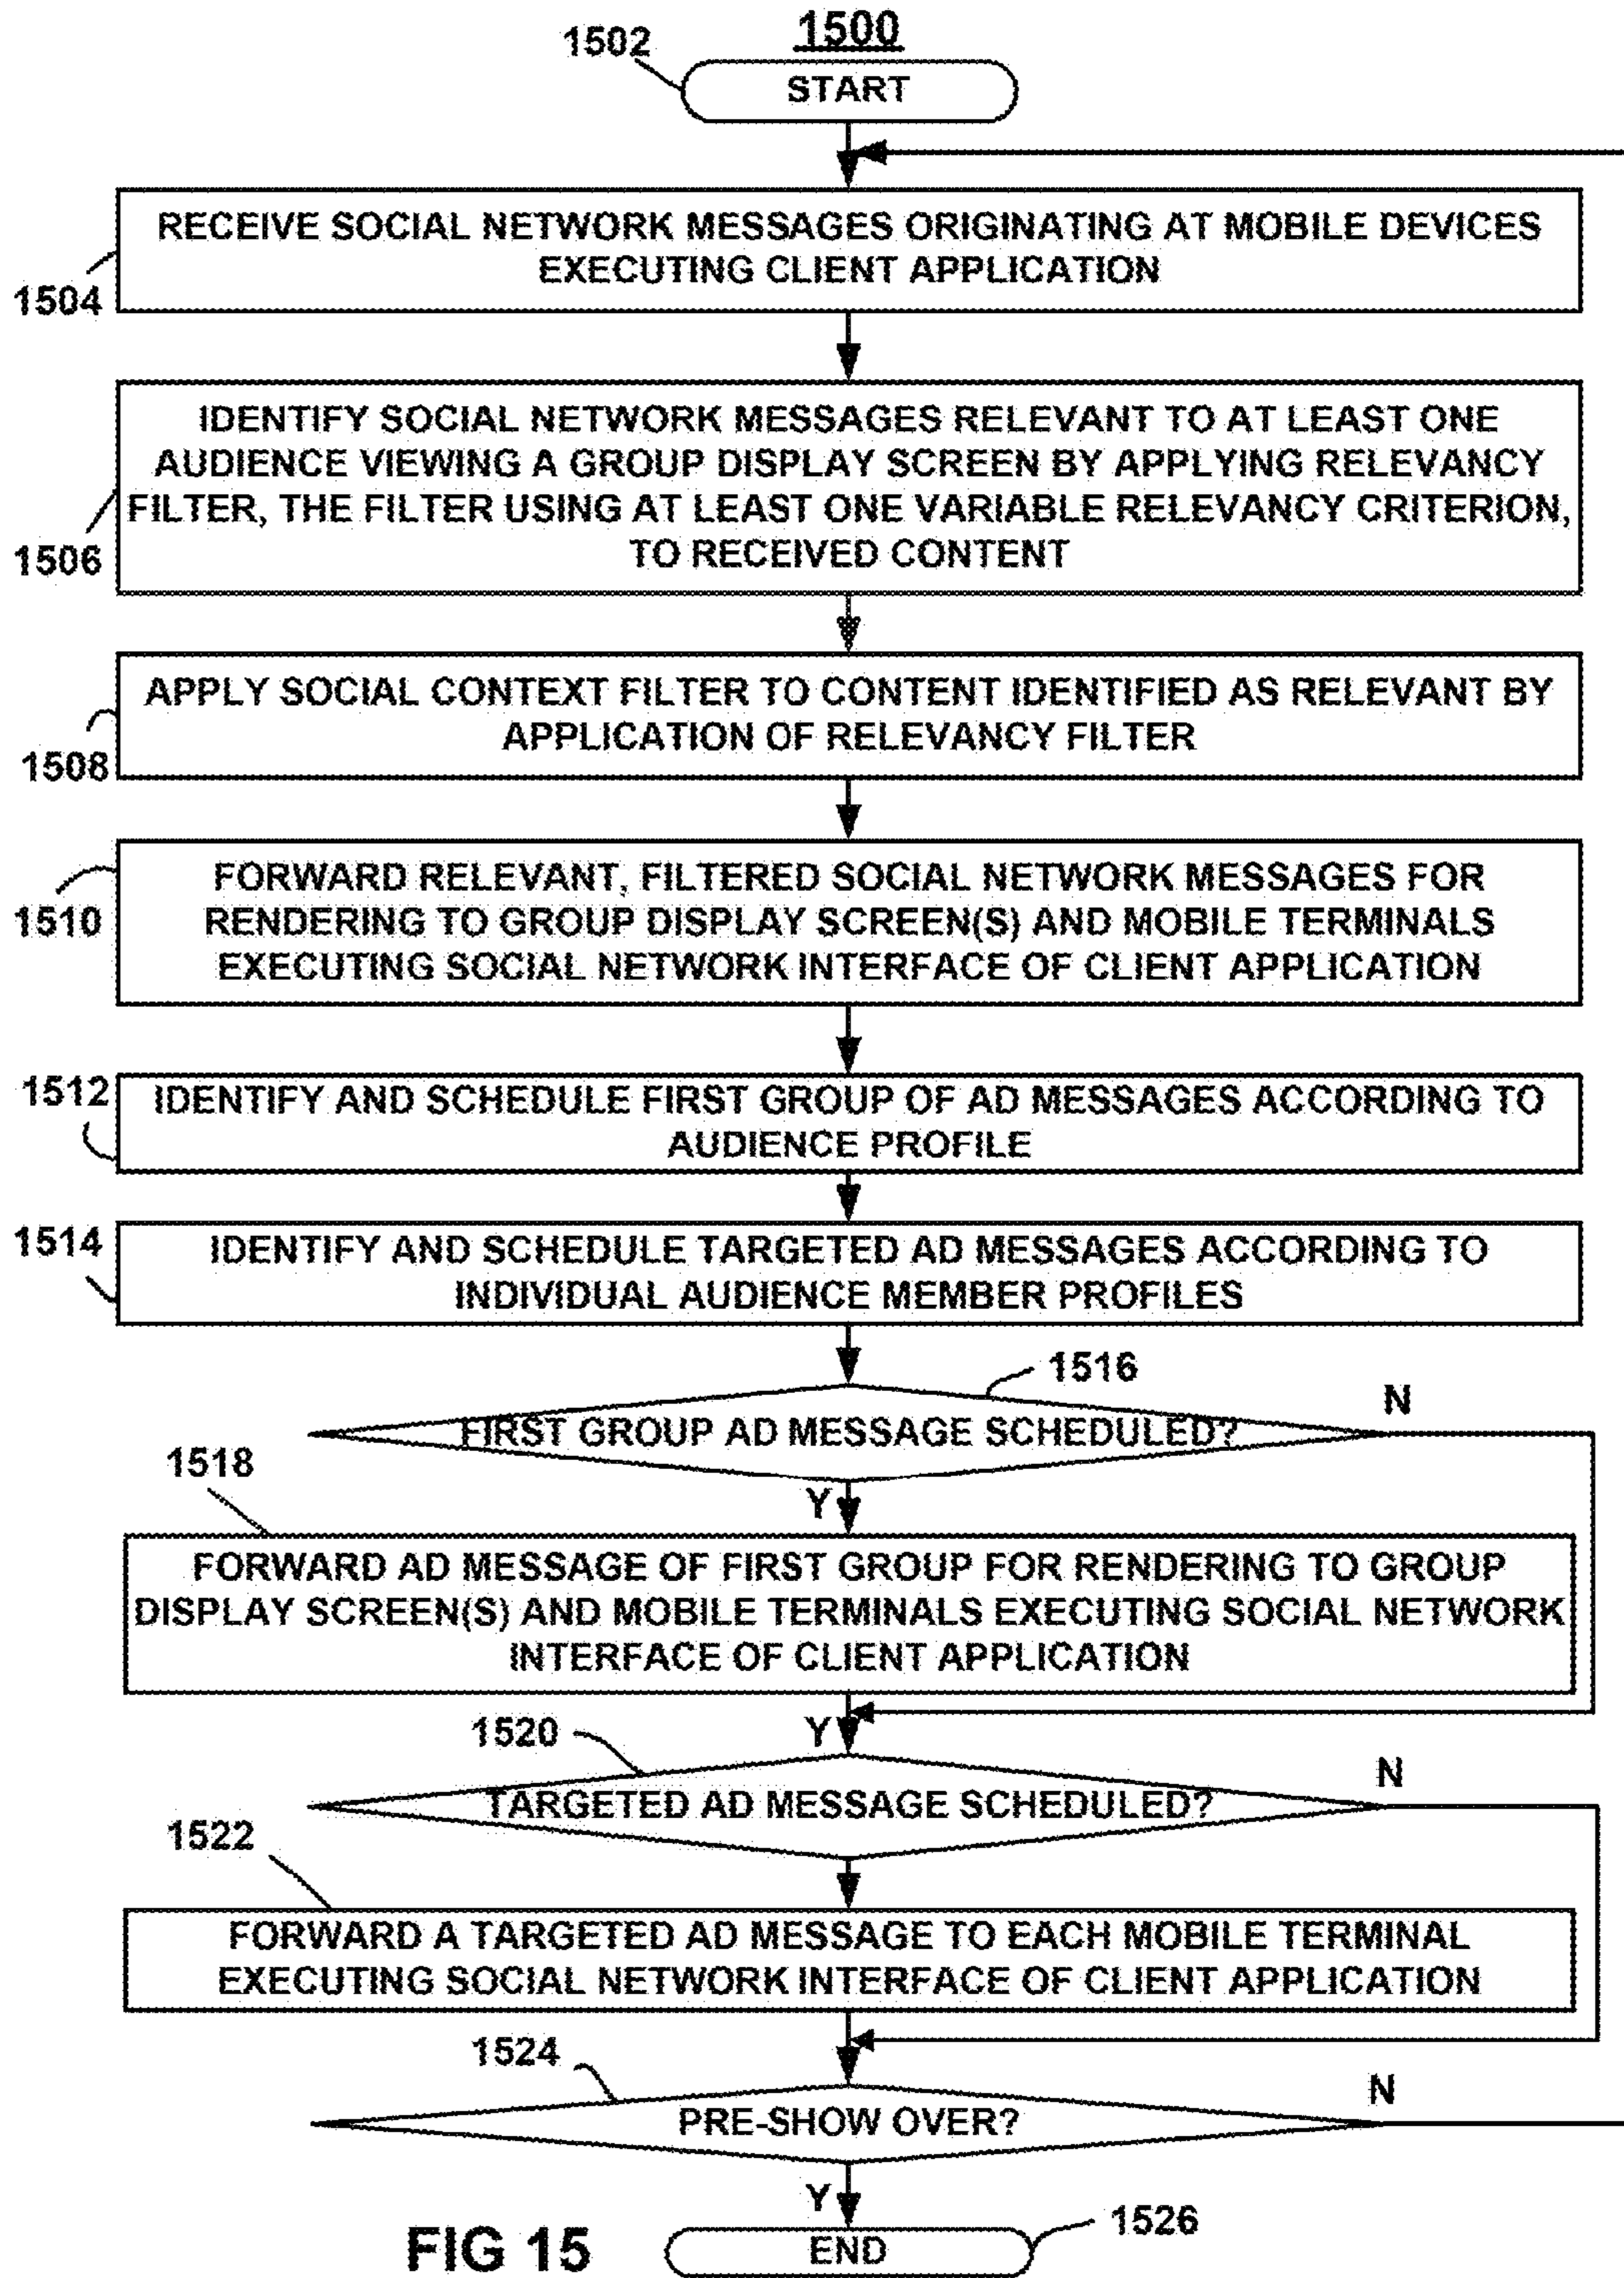 1500
1502
START
RECEIVE SOCIAL NETWORK MESSAGES ORIGINATING AT MOBILE DEVICES
EXECUTING CLIENT APPLICATION
1504
IDENTIFY SOCIAL NETWORK MESSAGES RELEVANT TO AT LEAST ONE
AUDIENCE VIEWING A GROUP DISPLAY SCREEN BY APPLYING RELEVANCY
FILTER, THE FILTER USING AT LEAST ONE VARIABLE RELEVANCY CRITERION,
TO RECEIVED CONTENT
1506
APPLY SOCIAL CONTEXT FILTER TO CONTENT IDENTIFIED AS RELEVANT BY
APPLICATION OF RELEVANCY FILTER
1508
FORWARD RELEVANT, FILTERED SOCIAL NETWORK MESSAGES FOR
RENDERING TO GROUP DISPLAY SCREEN(S) AND MOBILE TERMINALS
EXECUTING SOCIAL NETWORK INTERFACE OF CLIENT APPLICATION
1510
1512
IDENTIFY AND SCHEDULE FIRST GROUP OF AD MESSAGES ACCORDING TO
AUDIENCE PROFILE
1514
IDENTIFY AND SCHEDULE TARGETED AD MESSAGES ACCORDING TO
INDIVIDUAL AUDIENCE MEMBER PROFILES
1516
N
FIRST GROUP AD MESSAGE SCHEDULED?
1518
Y
FORWARD AD MESSAGE OF FIRST GROUP FOR RENDERING TO GROUP
DISPLAY SCREEN(S) AND MOBILE TERMINALS EXECUTING SOCIAL NETWORK
INTERFACE OF CLIENT APPLICATION
1520
Y
N
TARGETED AD MESSAGE SCHEDULED?
1522
FORWARD A TARGETED AD MESSAGE TO EACH MOBILE TERMINAL
EXECUTING SOCIAL NETWORK INTERFACE OF CLIENT APPLICATION
1524
N
PRE-SHOW OVER?
Y
1526
END
FIG 15